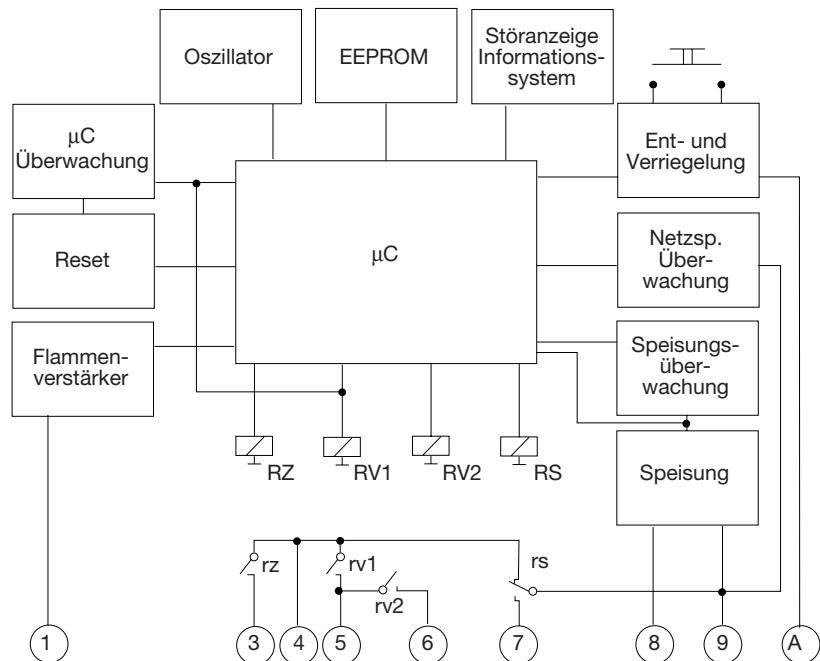 Oszillator
EEPROM
Störanzeige
Informations-
system
µC
Überwachung
Ent- und
Verriegelung
Reset
µC
Netzsp.
Über-
wachung
Flammen-
verstärker
Speisungs-
über-
wachung
RZ
RV1
RV2
RS
Speisung
rz
rv1
rv2
rs
1
3
4
5
6
7
8
9
A